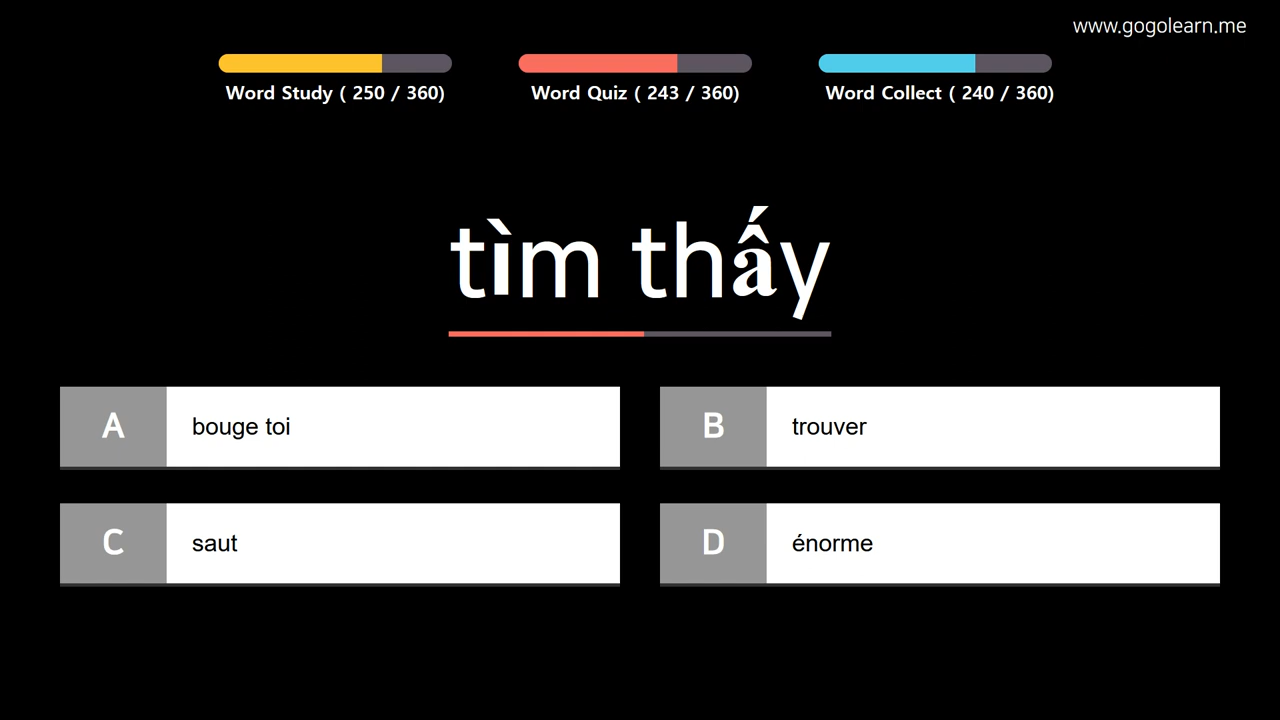 www.gogolearn.me
Word Study ( 250 / 360)
Word Quiz ( 243 / 360)
Word Collect ( 240 / 360)
tìm thấy
A bouge toi
B trouver
C saut
D énorme